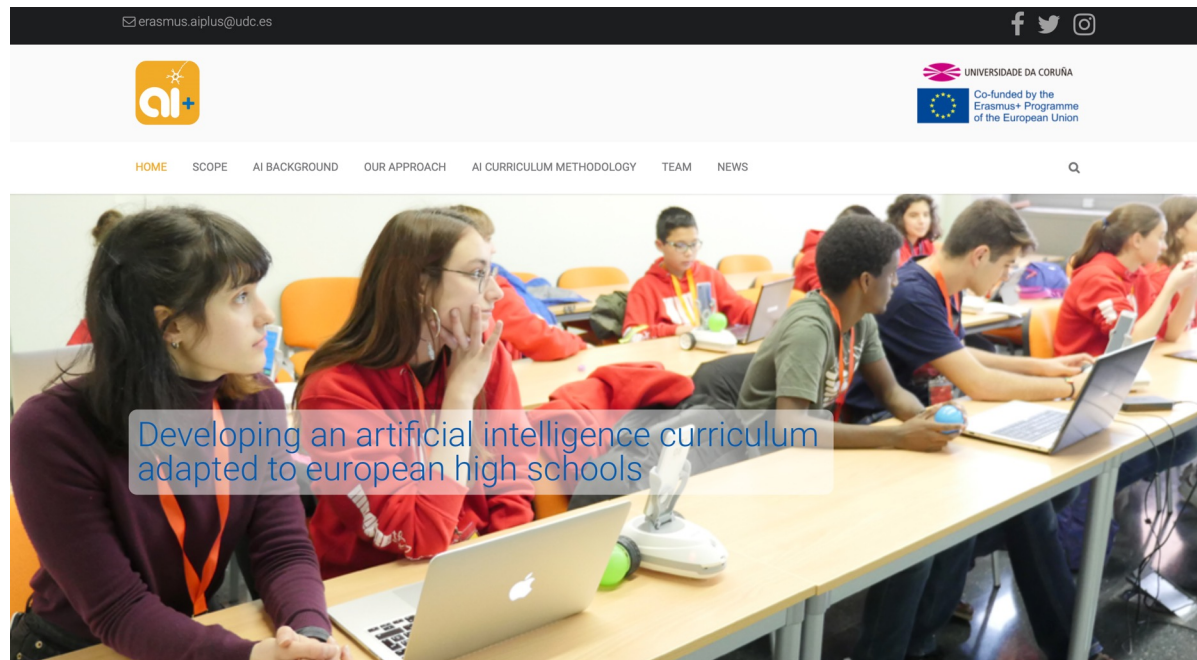 erasmus.aiplus@udc.es
ai+
UNIVERSIDADE DA CORUÑA
Co-funded by the
Erasmus+ Programme
of the European Union
HOME SCOPE AI BACKGROUND OUR APPROACH AI CURRICULUM METHODOLOGY TEAM NEWS
Developing an artificial intelligence curriculum
adapted to european high schools